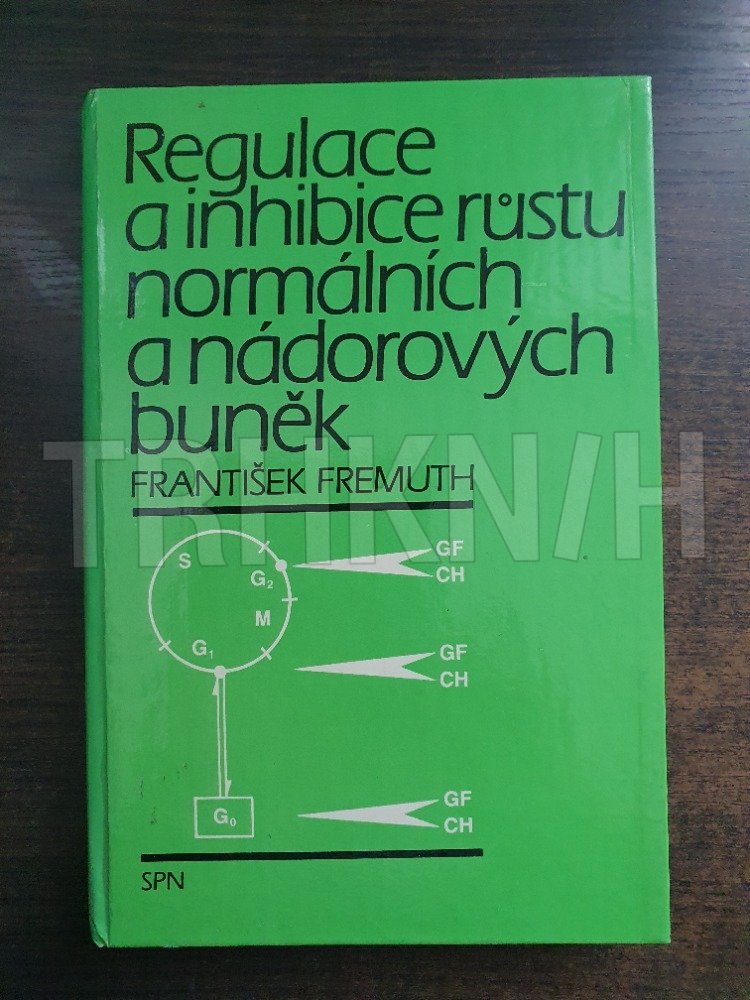 Regulace
a inhibice růstu
normálních
a nádorových
buněk
FRANTIŠEK FREMUTH
TRHKNIH
S
G₂
M
G₁
GF
CH
GF
CH
G₀
GF
CH
SPN